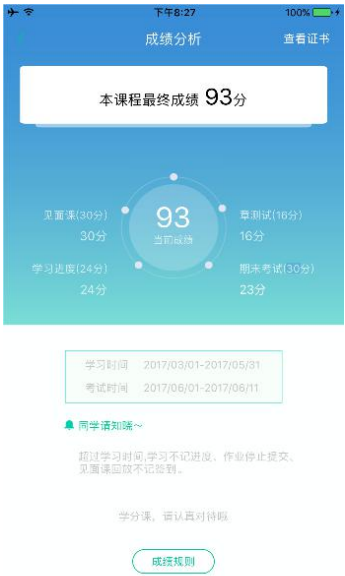 下午8:27
100%
成绩分析
查看证书
本课程最终成绩 93分
见面课(30分)
30分
章测试(16分)
16分
93
当前成绩
学习进度(24分)
24分
期末考试(30分)
23分
学习时间 2017/03/01-2017/05/31
考试时间 2017/06/01-2017/06/11
同学请知晓～
超过学习时间,学习不记进度、作业停止提交、
见面课回放不记签到。
学分课，请认真对待哦
成绩规则